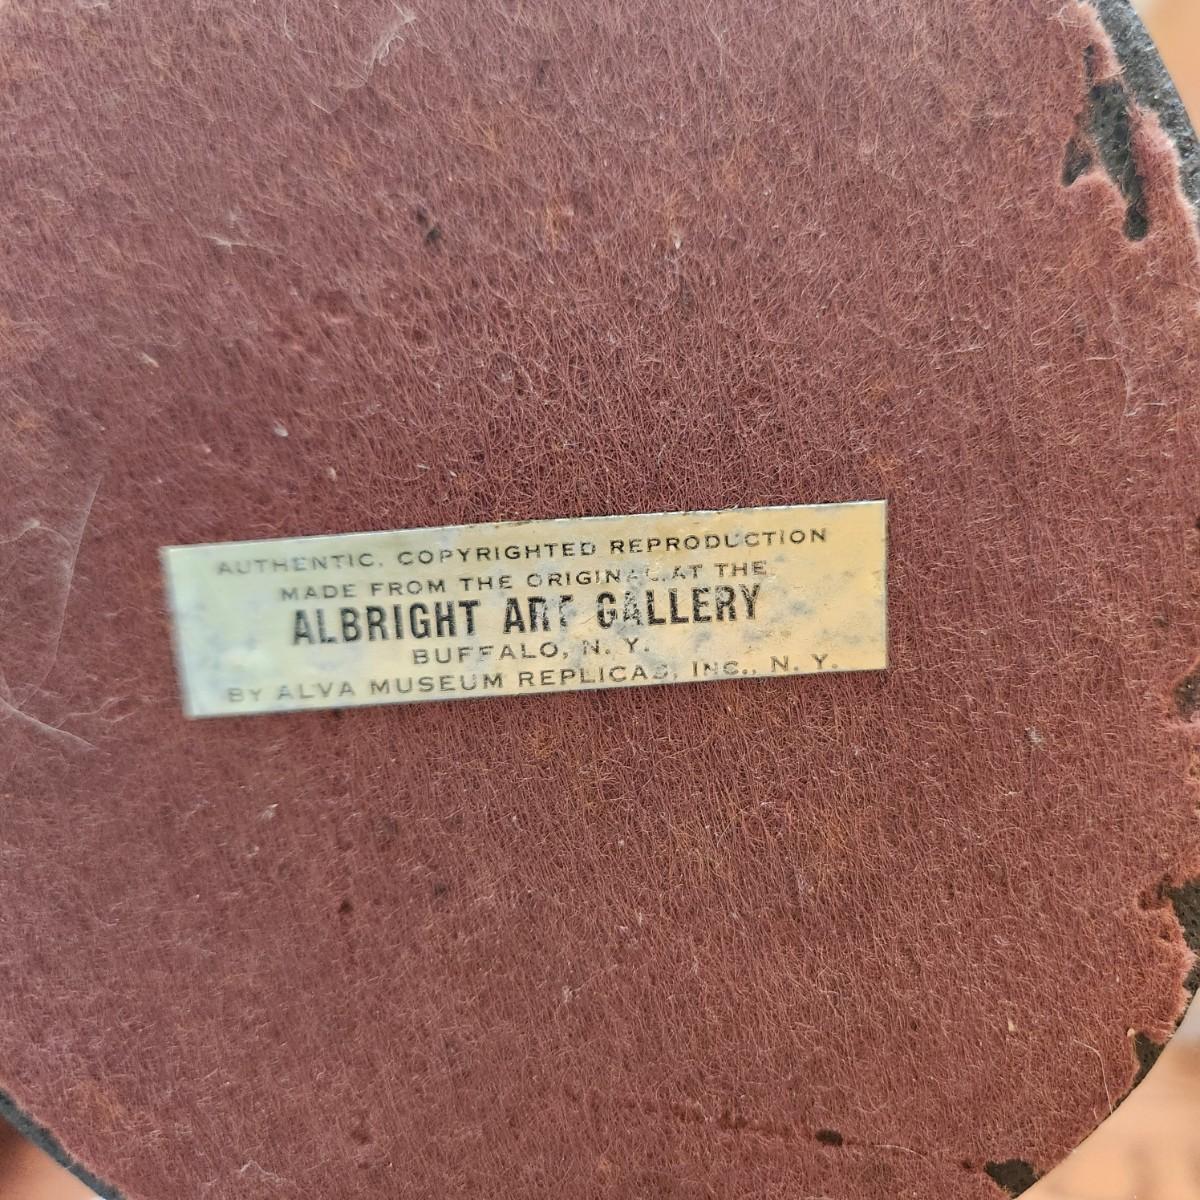 AUTHENTIC, COPYRIGHTED REPRODUCTION
MADE FROM THE ORIGINAL AT THE
ALBRIGHT ART GALLERY
BUFFALO, N. Y.
BY ALVA MUSEUM REPLICAS, INC., N. Y.